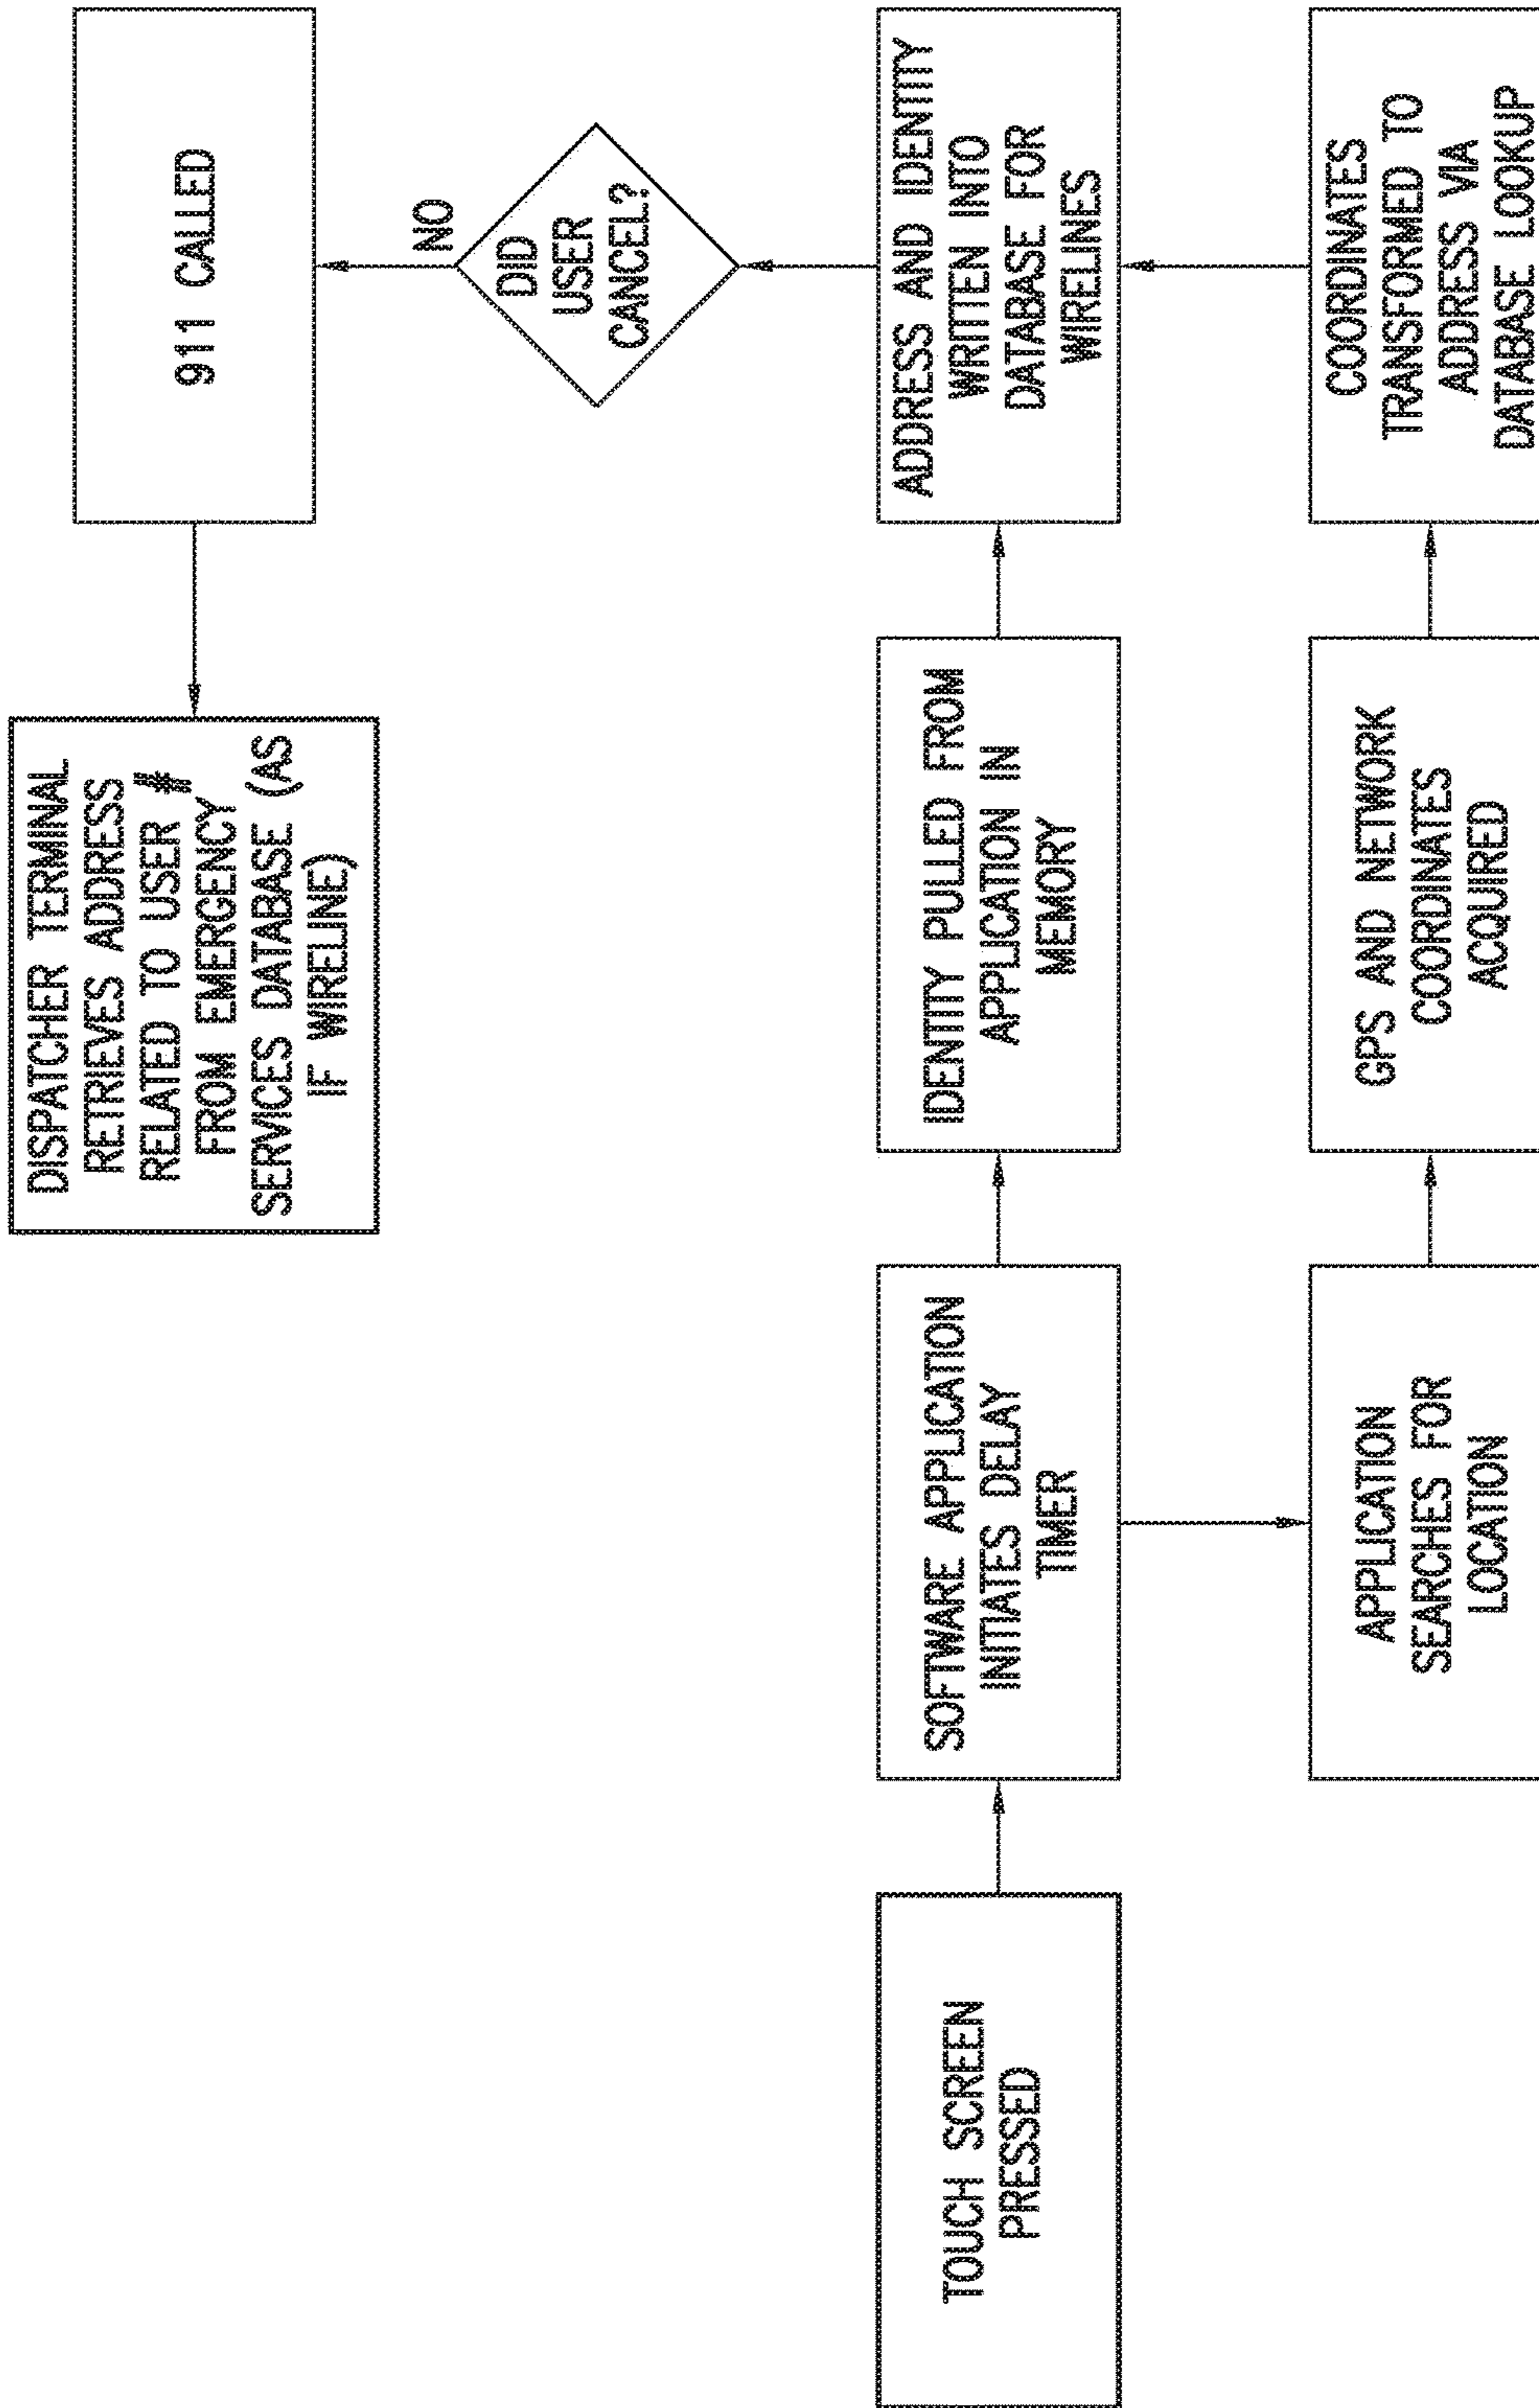 TOUCH SCREEN
PRESSED
SOFTWARE APPLICATION
INITIATES DELAY
TIMER
IDENTITY PULLED FROM
APPLICATION IN
MEMORY
APPLICATION
SEARCHES FOR
LOCATION
GPS AND NETWORK
COORDINATES
ACQUIRED
COORDINATES
TRANSFORMED TO
ADDRESS VIA
DATABASE LOOKUP
ADDRESS AND IDENTITY
WRITTEN INTO
DATABASE FOR
WIRELINES
DID
USER
CANCEL?
NO
911 CALLED
DISPATCHER TERMINAL
RETRIEVES ADDRESS
RELATED TO USER #
FROM EMERGENCY
SERVICES DATABASE (AS
IF WIRELINE)